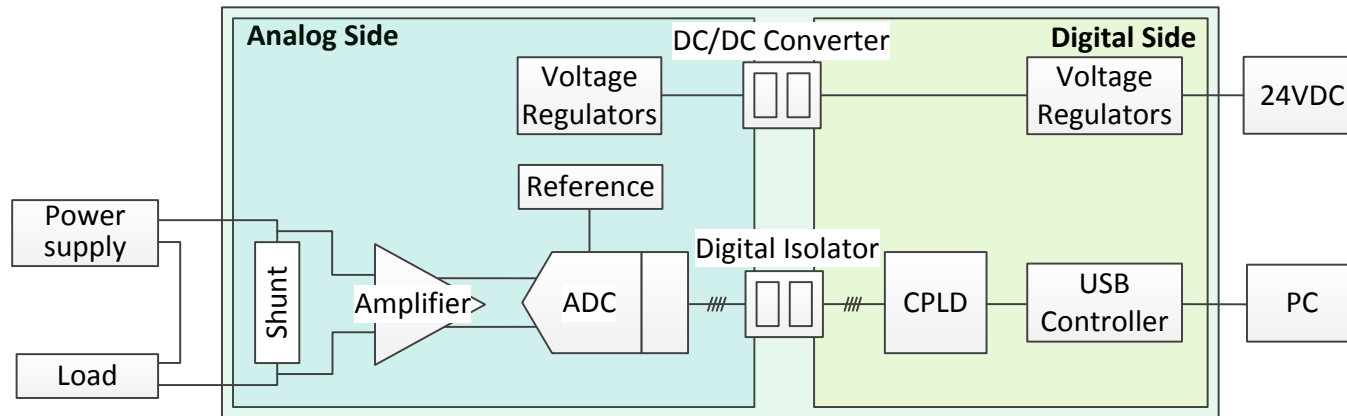 Analog Side
DC/DC Converter
Digital Side
Voltage
Regulators
Voltage
Regulators
24VDC
Reference
Power
supply
Shunt
Amplifier
ADC
Digital Isolator
CPLD
USB
Controller
PC
Load